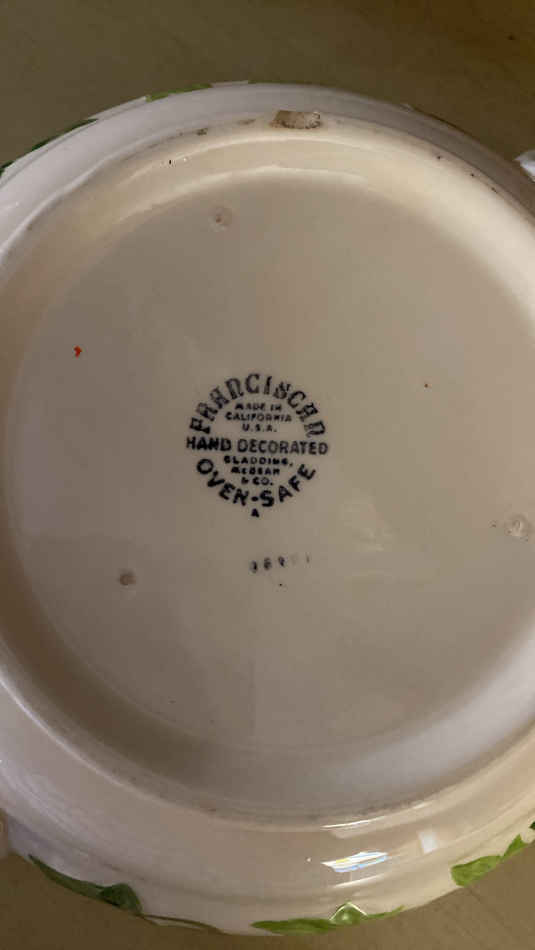 FRANCISCAN
MADE IN
CALIFORNIA
U.S.A.
HAND DECORATED
GLADDING,
McBEAN
& CO.
OVEN-SAFE
A